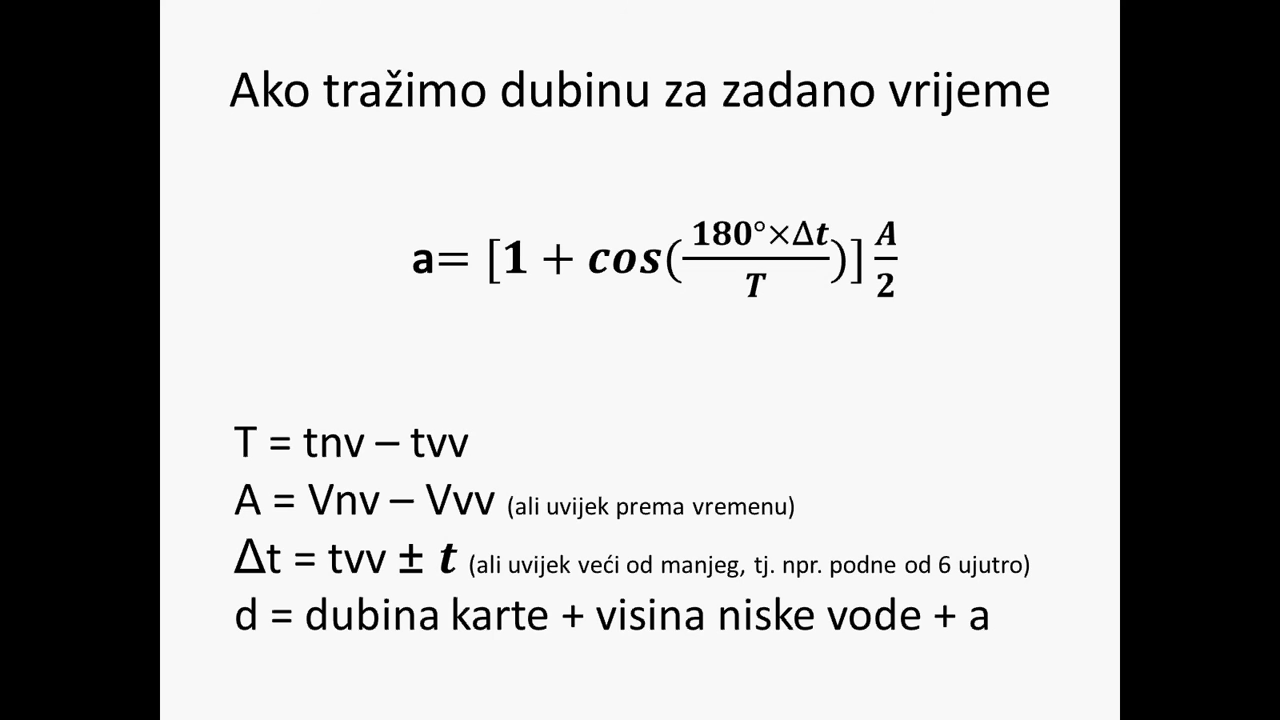 Ako tražimo dubinu za zadano vrijeme
a= [1 + cos(180°×Δt/T)] A/2
T = tnv – tvv
A = Vnv – Vvv (ali uvijek prema vremenu)
Δt = tvv ± t (ali uvijek veći od manjeg, tj. npr. podne od 6 ujutro)
d = dubina karte + visina niske vode + a